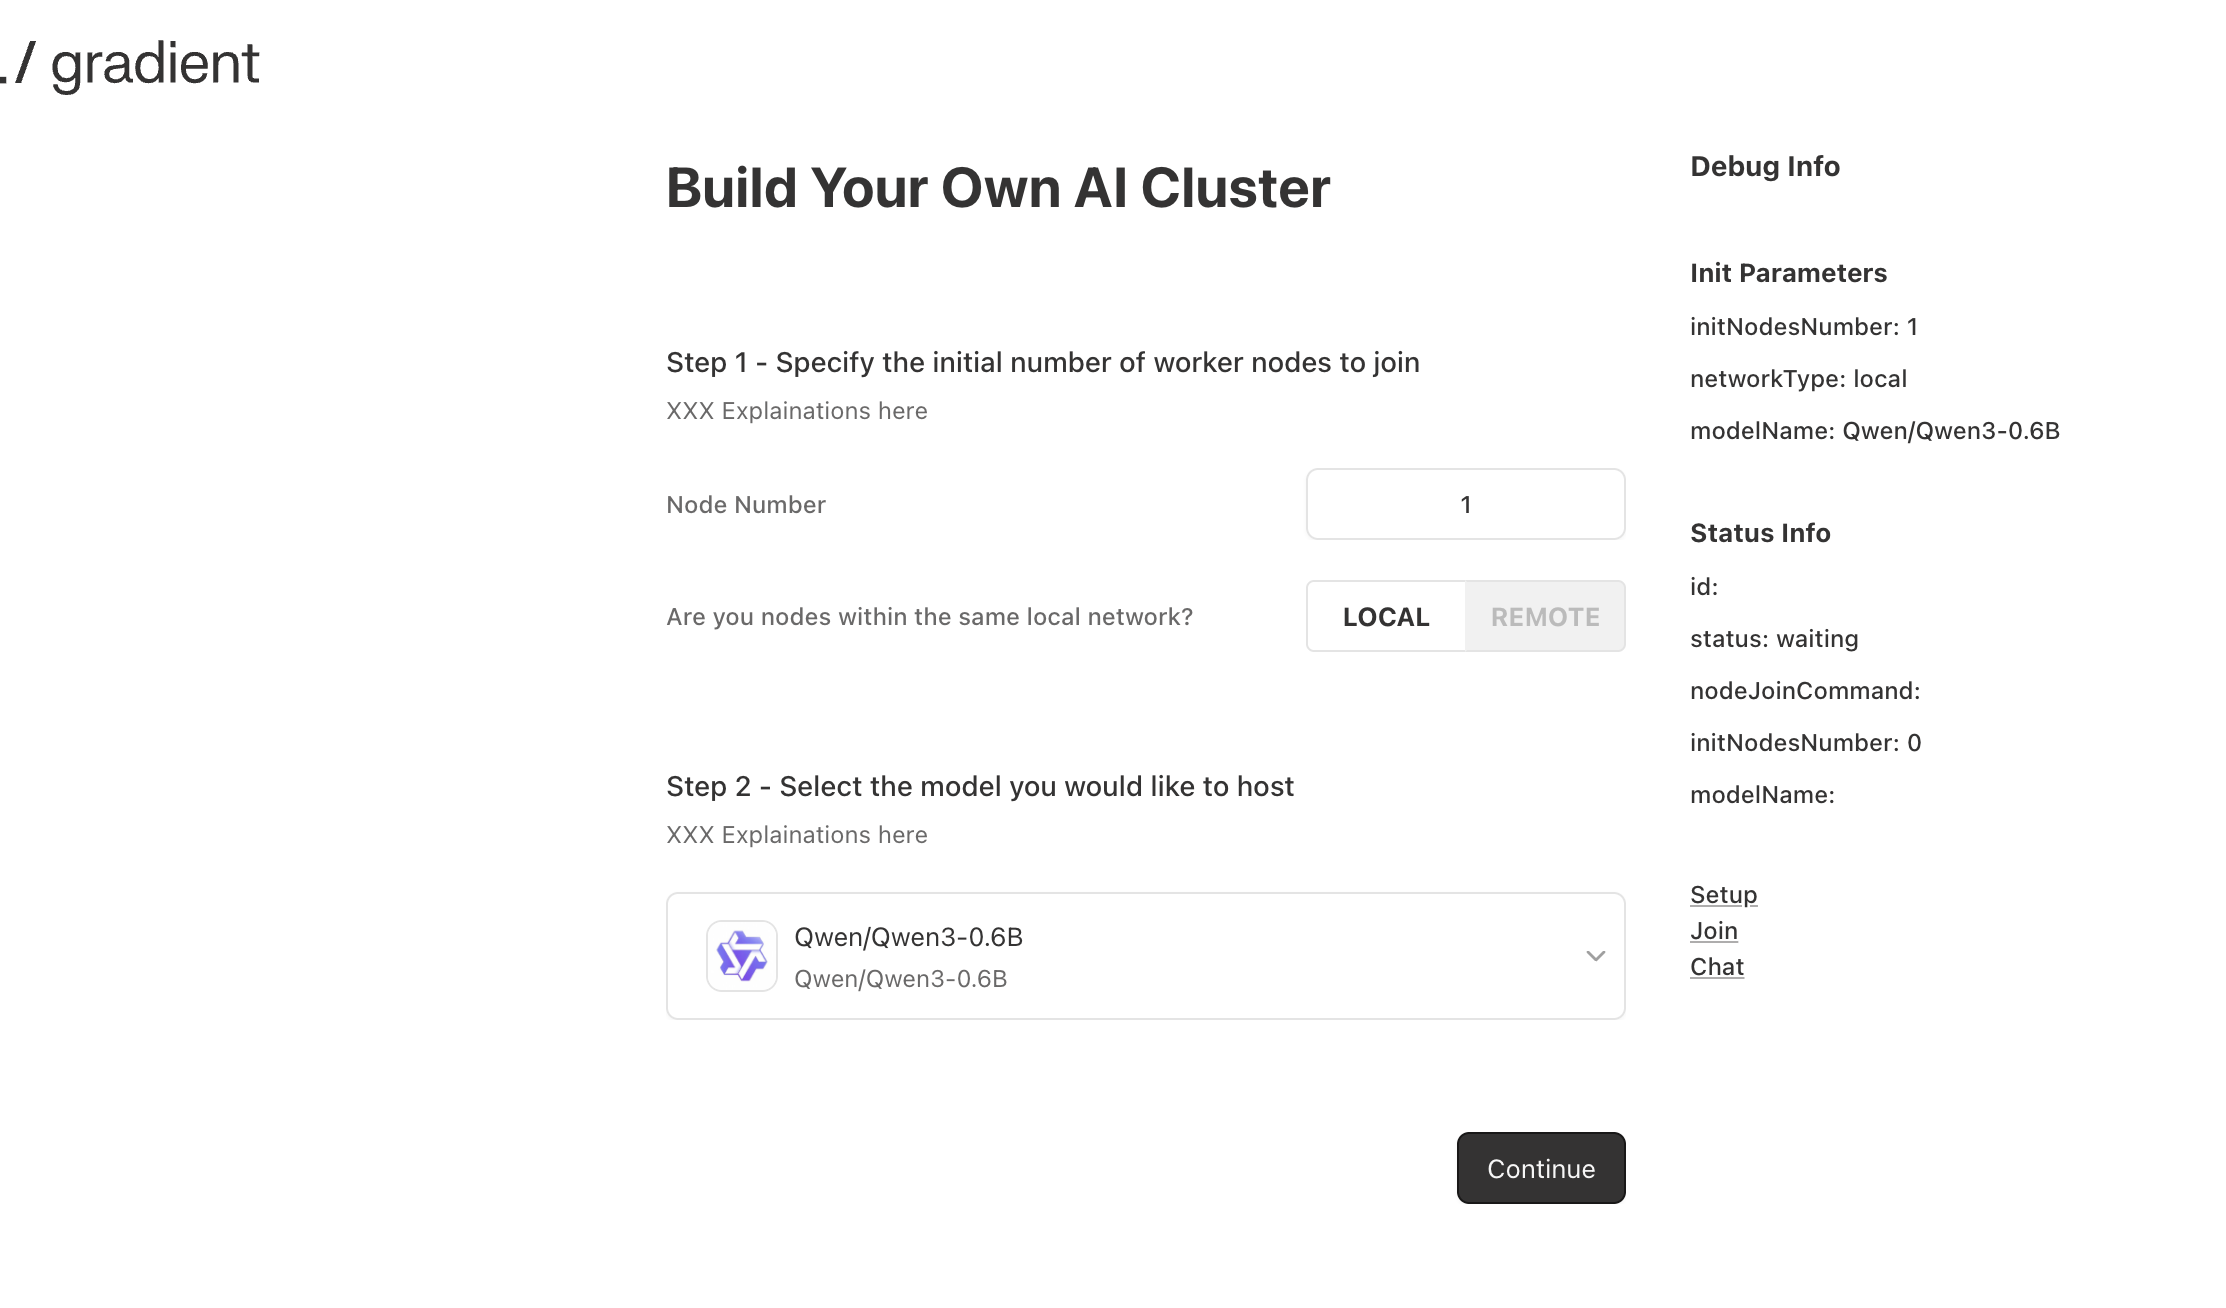 ./ gradient
Build Your Own AI Cluster
Step 1 - Specify the initial number of worker nodes to join
XXX Explainations here
Node Number
1
Are you nodes within the same local network?
LOCAL
REMOTE
Step 2 - Select the model you would like to host
XXX Explainations here
Qwen/Qwen3-0.6B
Qwen/Qwen3-0.6B
Continue
Debug Info
Init Parameters
initNodesNumber: 1
networkType: local
modelName: Qwen/Qwen3-0.6B
Status Info
id:
status: waiting
nodeJoinCommand:
initNodesNumber: 0
modelName:
Setup
Join
Chat